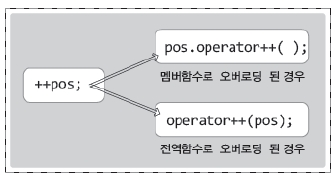 pos.operator++( );
멤버함수로 오버로딩 된 경우
++pos;
operator++(pos);
전역함수로 오버로딩 된 경우